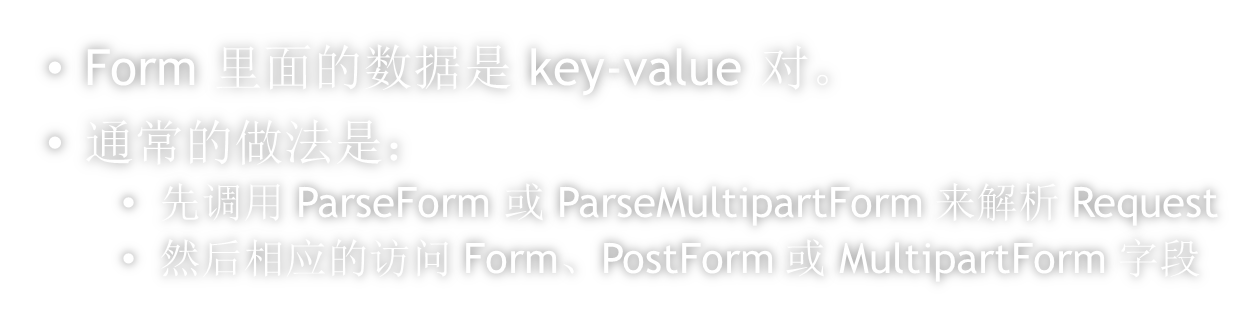 • Form 里面的数据是 key-value 对。
• 通常的做法是：
• 先调用 ParseForm 或 ParseMultipartForm 来解析 Request
• 然后相应的访问 Form、PostForm 或 MultipartForm 字段